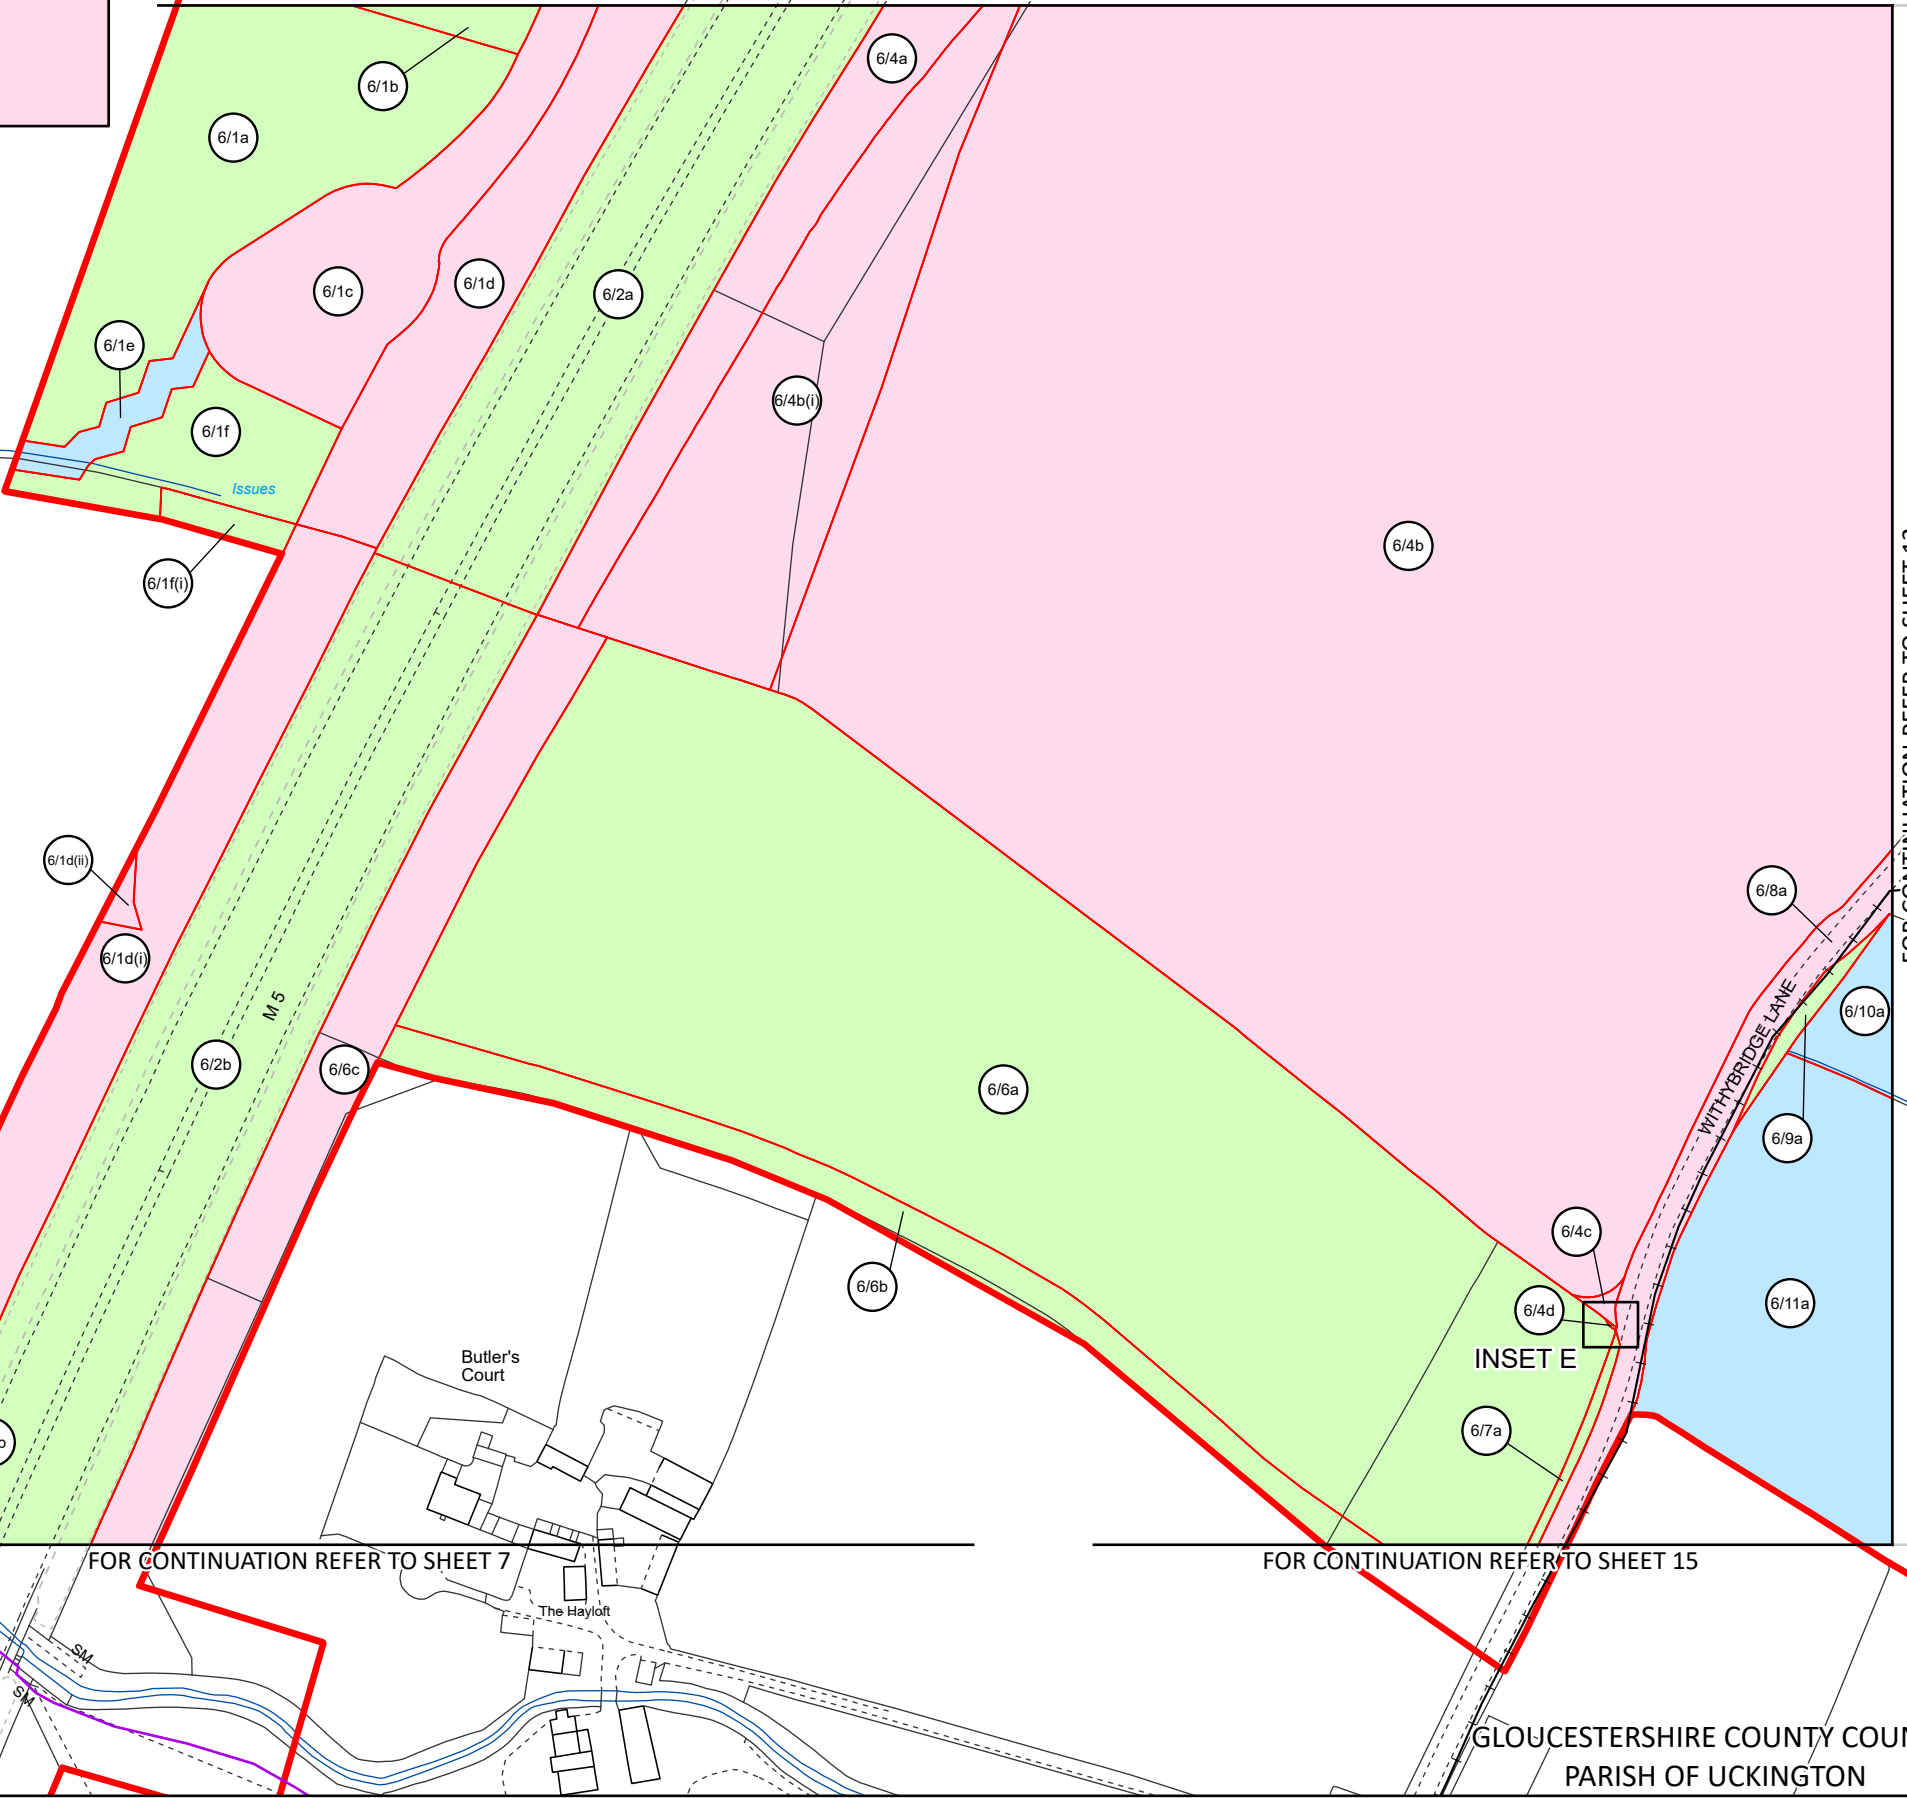 6/4a
6/1b
6/1a
6/1c
6/1d
6/2a
6/1e
6/4b(i)
6/1f
Issues
6/4b
6/1f(i)
6/1d(ii)
6/8a
6/1d(i)
M 5
WITHYBRIDGE LANE
6/10a
6/2b
6/6c
6/6a
6/9a
6/4c
6/6b
6/4d
6/11a
INSET E
Butler's
Court
6/7a
FOR CONTINUATION REFER TO SHEET 7
FOR CONTINUATION REFER TO SHEET 15
The Hayloft
SM
SM
GLOUCESTERSHIRE COUNTY COUN
PARISH OF UCKINGTON